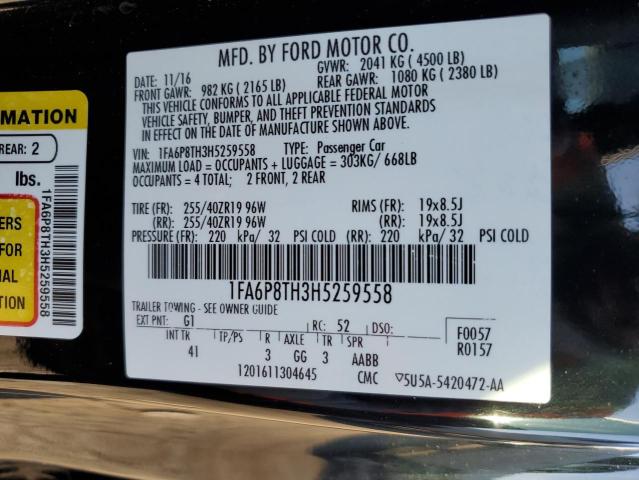 MFD. BY FORD MOTOR CO.
DATE: 11/16 GVWR: 2041 KG ( 4500 LB)
FRONT GAWR: 982 KG ( 2165 LB) REAR GAWR: 1080 KG ( 2380 LB)
THIS VEHICLE CONFORMS TO ALL APPLICABLE FEDERAL MOTOR
VEHICLE SAFETY, BUMPER, AND THEFT PREVENTION STANDARDS
IN EFFECT ON THE DATE OF MANUFACTURE SHOWN ABOVE.
VIN: 1FA6P8TH3H5259558 TYPE: Passenger Car
MAXIMUM LOAD = OCCUPANTS + LUGGAGE = 303KG/ 668LB
OCCUPANTS = 4 TOTAL; 2 FRONT, 2 REAR
TIRE (FR): 255/40ZR19 96W RIMS (FR): 19x8.5J
(RR): 255/40ZR19 96W (RR): 19x8.5J
PRESSURE (FR): 220 kPa/ 32 PSI COLD (RR): 220 kPa/ 32 PSI COLD
1FA6P8TH3H5259558
TRAILER TOWING - SEE OWNER GUIDE
EXT PNT: G1 RC: 52 DSO: F0057
INT TK TP/PS R AXLE TR SPR R0157
41 3 GG 3 AABB
1201611304645 CMC 5U5A-5420472-AA
MATION
REAR: 2
lbs.
1FA6P8TH3H5259558
ERS
FOR
NAL
ION